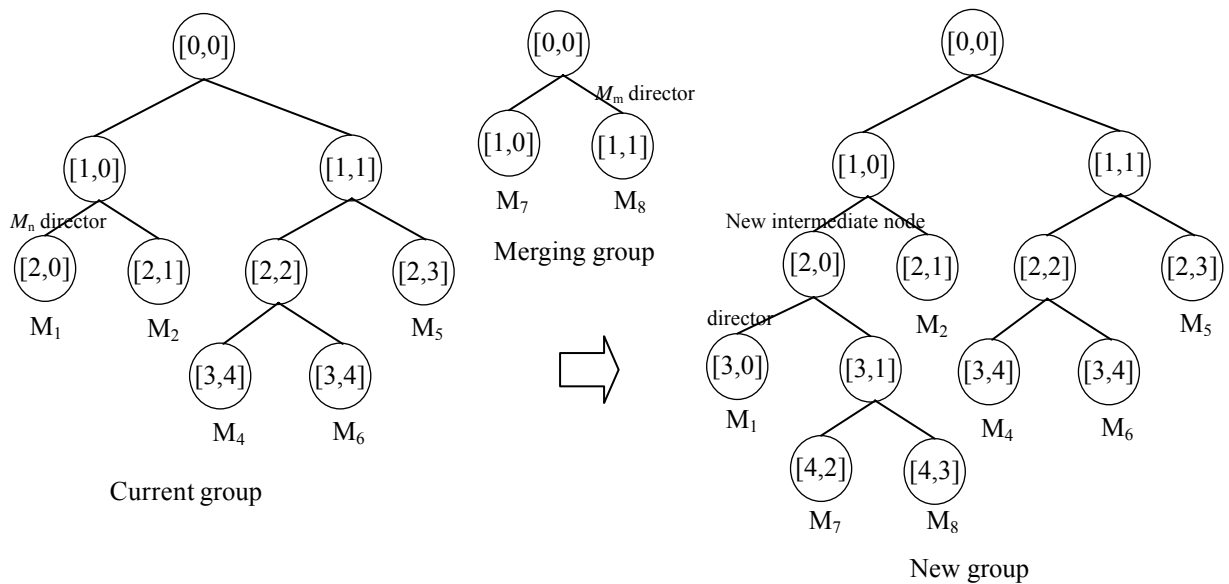 [0,0]
[1,0]
[1,1]
Mn director
[2,0]
[2,1]
[2,2]
[2,3]
M1
M2
M5
[3,4]
[3,4]
M4
M6
Current group
[0,0]
Mm director
[1,0]
[1,1]
M7
M8
Merging group
[0,0]
[1,0]
[1,1]
New intermediate node
[2,0]
[2,1]
[2,2]
[2,3]
M2
M5
director
[3,0]
[3,1]
[3,4]
[3,4]
M1
M4
M6
[4,2]
[4,3]
M7
M8
New group